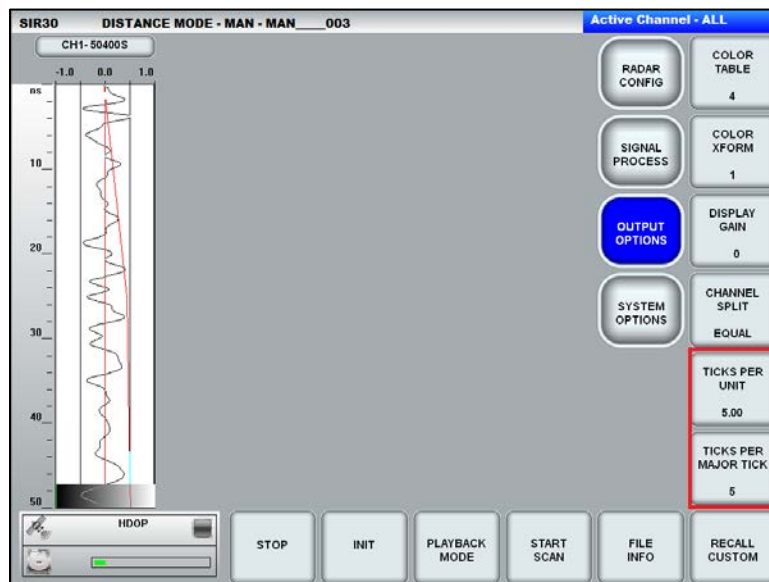 SIR30 DISTANCE MODE - MAN - MAN____003
Active Channel - ALL
CH1- 50400S
-1.0 0.0 1.0
ns
10
20
30
40
50
RADAR
CONFIG
SIGNAL
PROCESS
OUTPUT
OPTIONS
SYSTEM
OPTIONS
COLOR
TABLE
4
COLOR
XFORM
1
DISPLAY
GAIN
0
CHANNEL
SPLIT
EQUAL
TICKS PER
UNIT
5.00
TICKS PER
MAJOR TICK
5
HDOP
STOP
INIT
PLAYBACK
MODE
START
SCAN
FILE
INFO
RECALL
CUSTOM